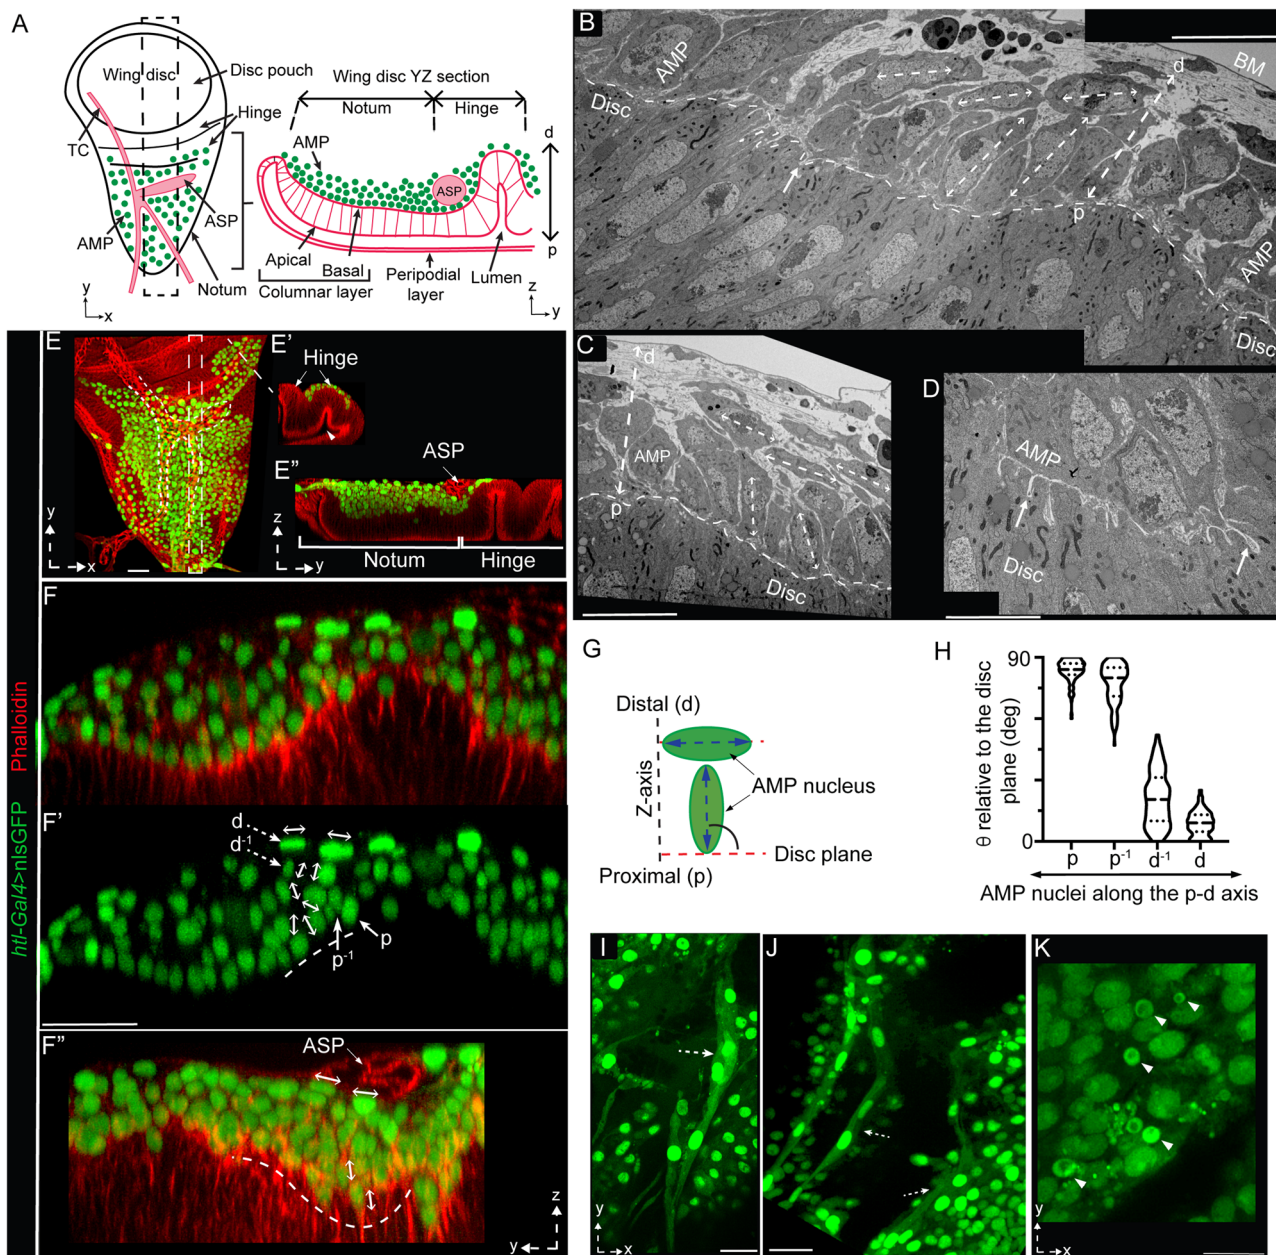 A
Wing disc
Disc pouch
Hinge
TC
ASP
AMP
Notum
y
x
Wing disc YZ section
Notum
Hinge
AMP
ASP
d
p
Apical
Basal
Columnar layer
Peripodial
layer
Lumen
z
y
B
AMP
Disc
BM
d
p
AMP
Disc
C
d
AMP
p
Disc
D
AMP
Disc
htl-Gal4>nlsGFP
Phalloidin
E
y
x
E'
Hinge
E"
ASP
z
y
Notum
Hinge
F
F'
d
d-1
p-1
p
F"
ASP
z
y
G
Distal (d)
Z-axis
AMP nucleus
Disc plane
Proximal (p)
H
θ relative to the disc
plane (deg)
90
0
p
p-1
d-1
d
AMP nuclei along the p-d axis
I
y
x
J
K
y
x